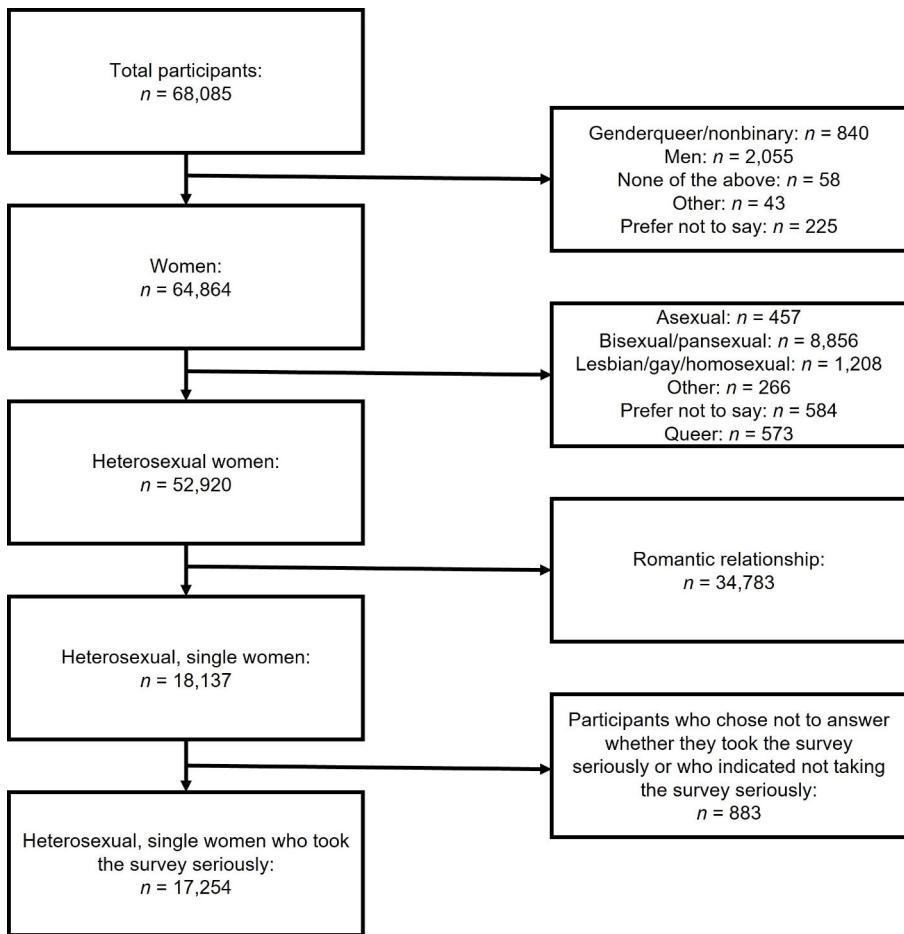 Total participants:
n = 68,085
Genderqueer/nonbinary: n = 840
Men: n = 2,055
None of the above: n = 58
Other: n = 43
Prefer not to say: n = 225
Women:
n = 64,864
Asexual: n = 457
Bisexual/pansexual: n = 8,856
Lesbian/gay/homosexual: n = 1,208
Other: n = 266
Prefer not to say: n = 584
Queer: n = 573
Heterosexual women:
n = 52,920
Romantic relationship:
n = 34,783
Heterosexual, single women:
n = 18,137
Participants who chose not to answer
whether they took the survey
seriously or who indicated not taking
the survey seriously:
n = 883
Heterosexual, single women who took
the survey seriously:
n = 17,254